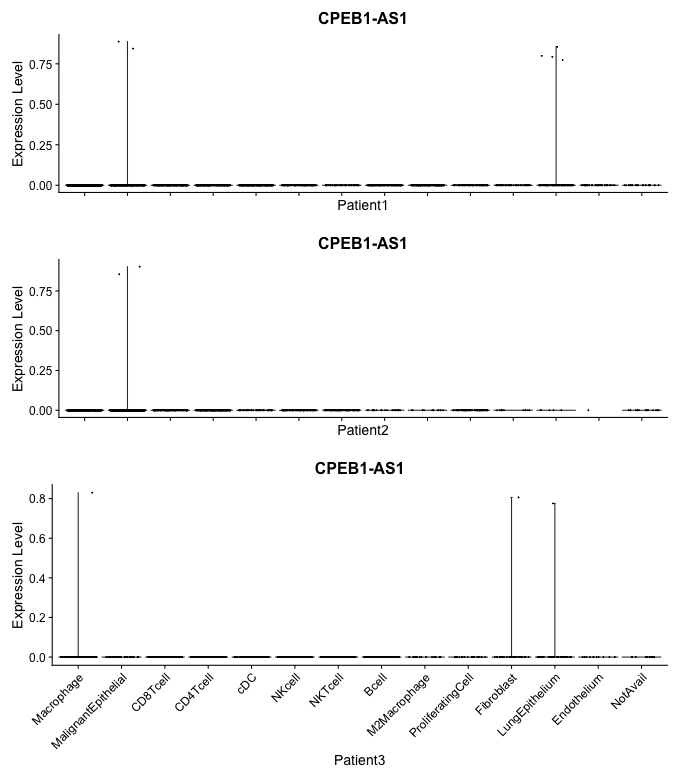 CPEB1-AS1
Expression Level
0.75
0.50
0.25
0.00
Patient1
CPEB1-AS1
Expression Level
0.75
0.50
0.25
0.00
Patient2
CPEB1-AS1
Expression Level
0.8
0.6
0.4
0.2
0.0
Macrophage
MalignantEpithelial
CD8Tcell
CD4Tcell
cDC
NKcell
NKTcell
Bcell
M2Macrophage
ProliferatingCell
Fibroblast
LungEpithelium
Endothelium
NotAvail
Patient3